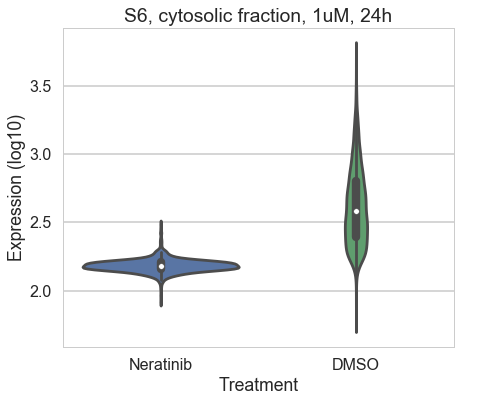 S6, cytosolic fraction, 1uM, 24h
Expression (log10)
3.5
3.0
2.5
2.0
Neratinib
DMSO
Treatment